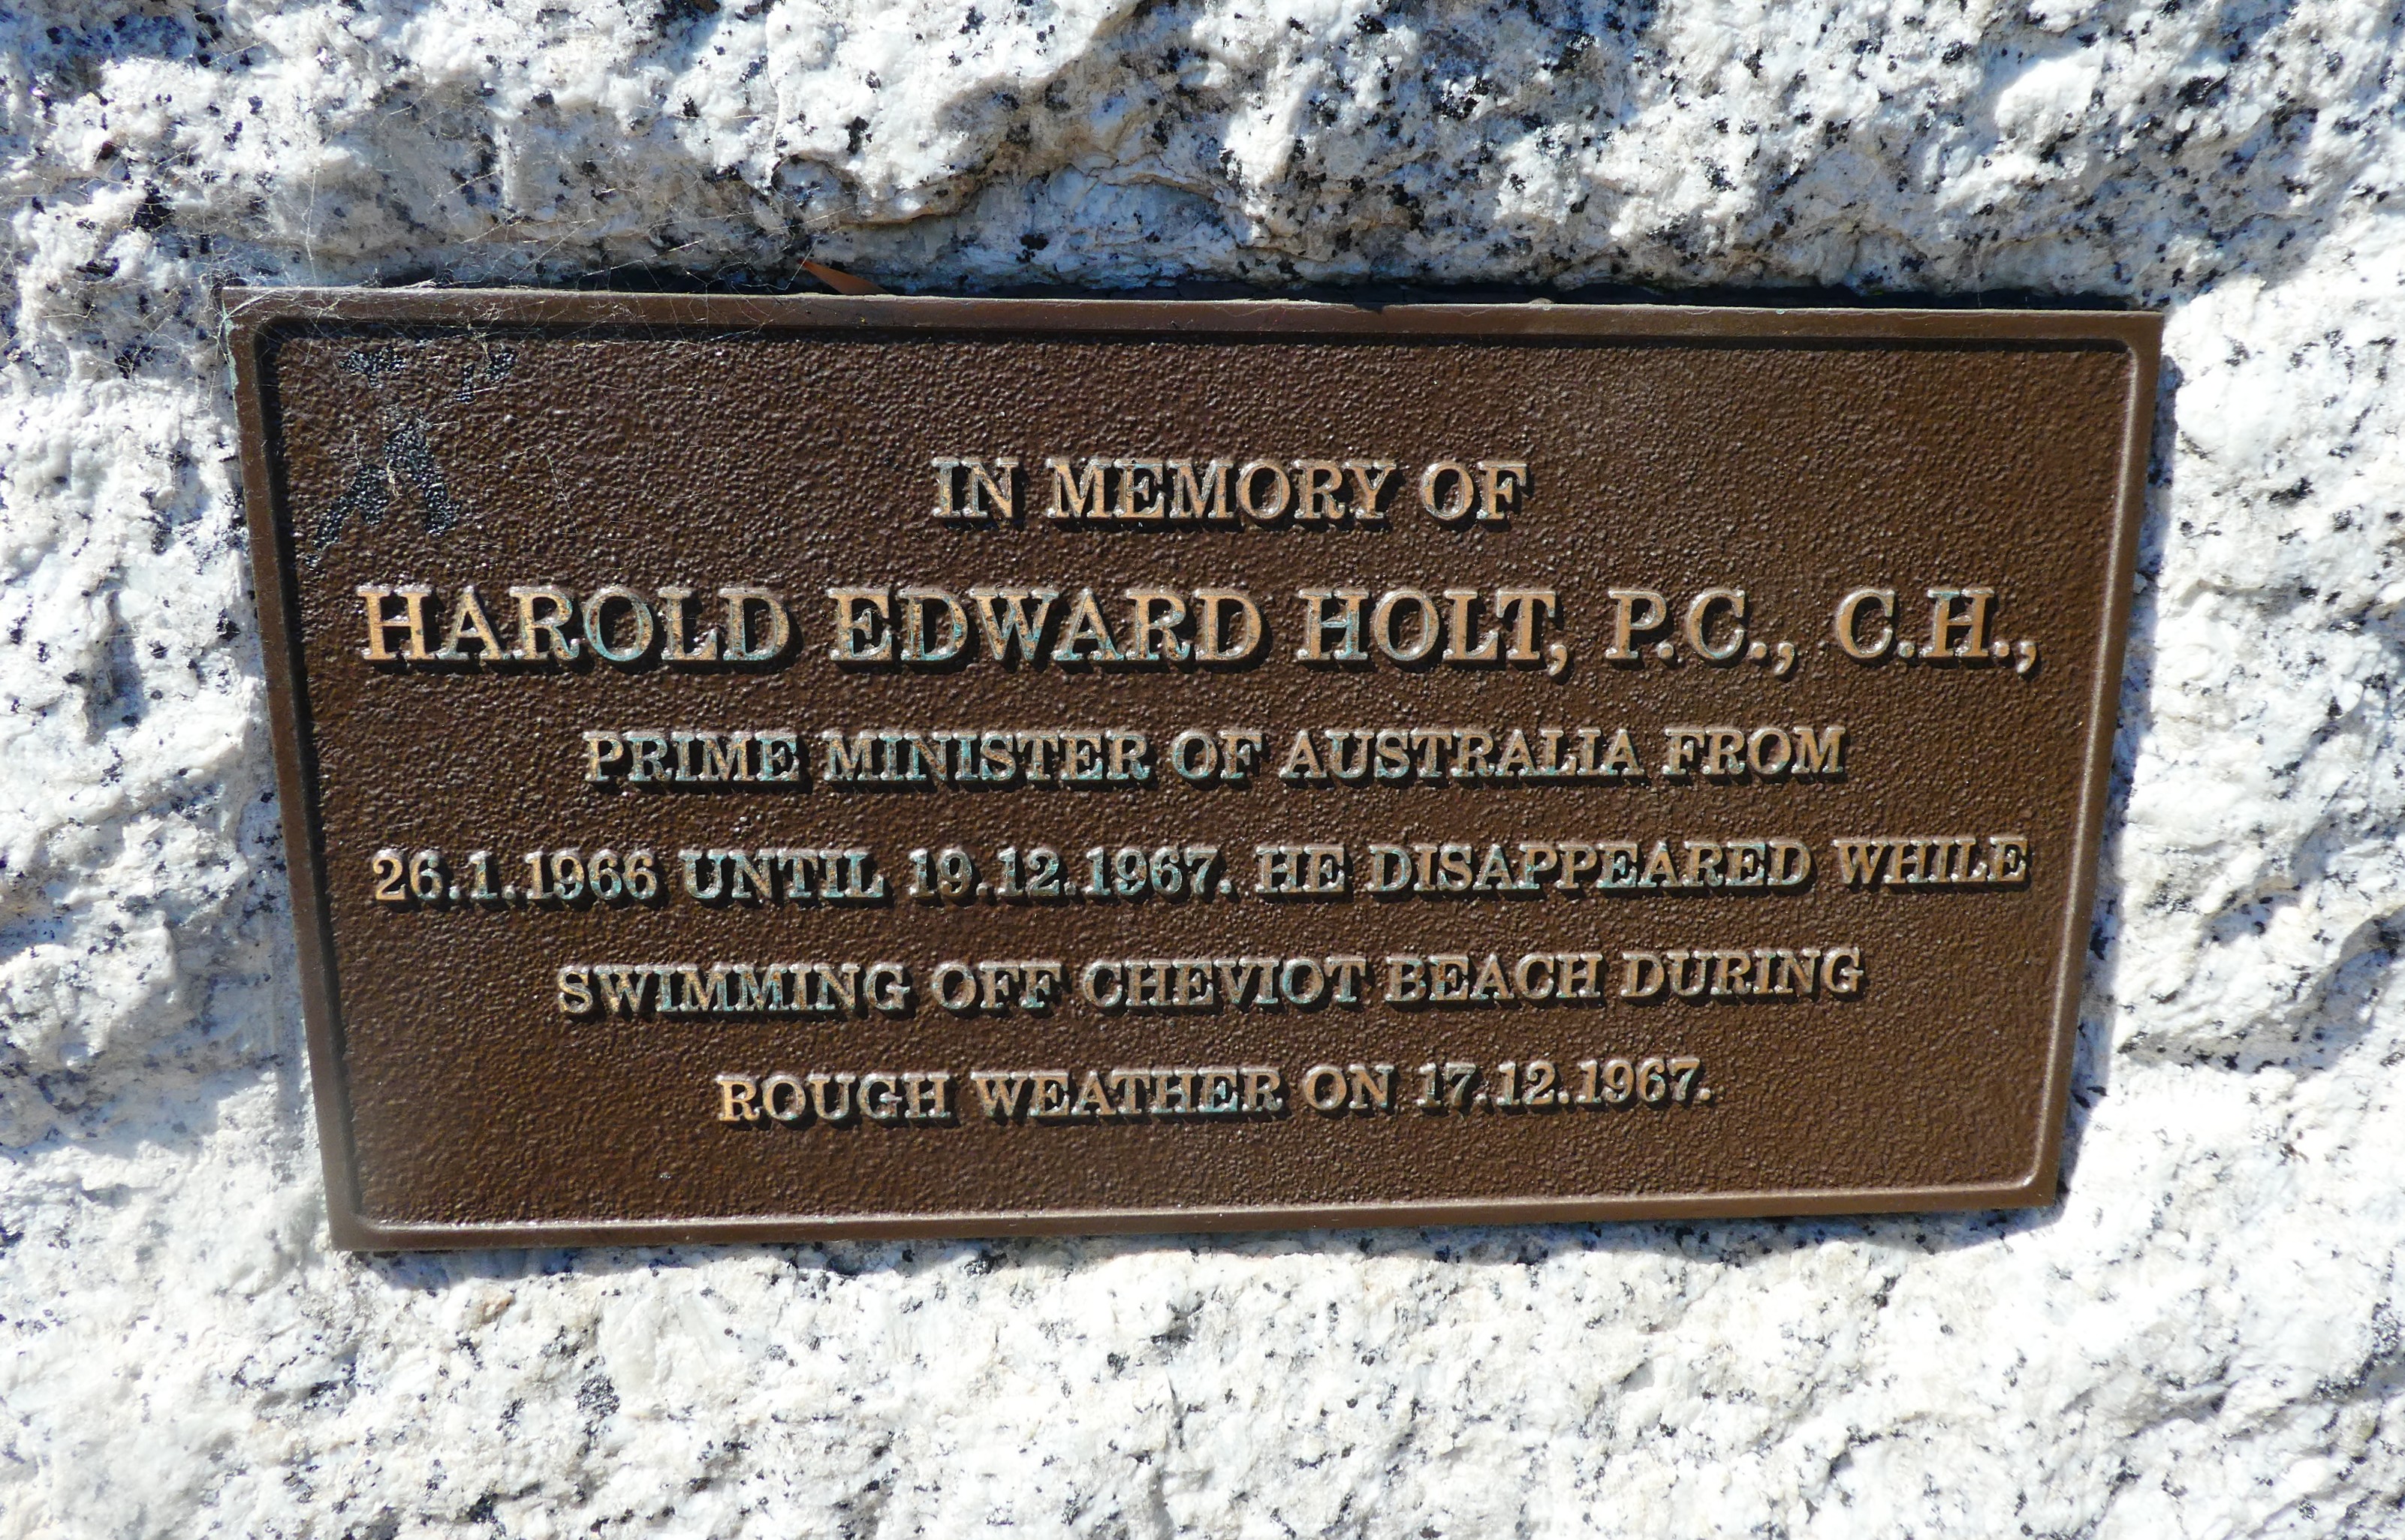 IN MEMORY OF
HAROLD EDWARD HOLT, P.C., C.H.,
PRIME MINISTER OF AUSTRALIA FROM
26.1.1966 UNTIL 19.12.1967. HE DISAPPEARED WHILE
SWIMMING OFF CHEVIOT BEACH DURING
ROUGH WEATHER ON 17.12.1967.